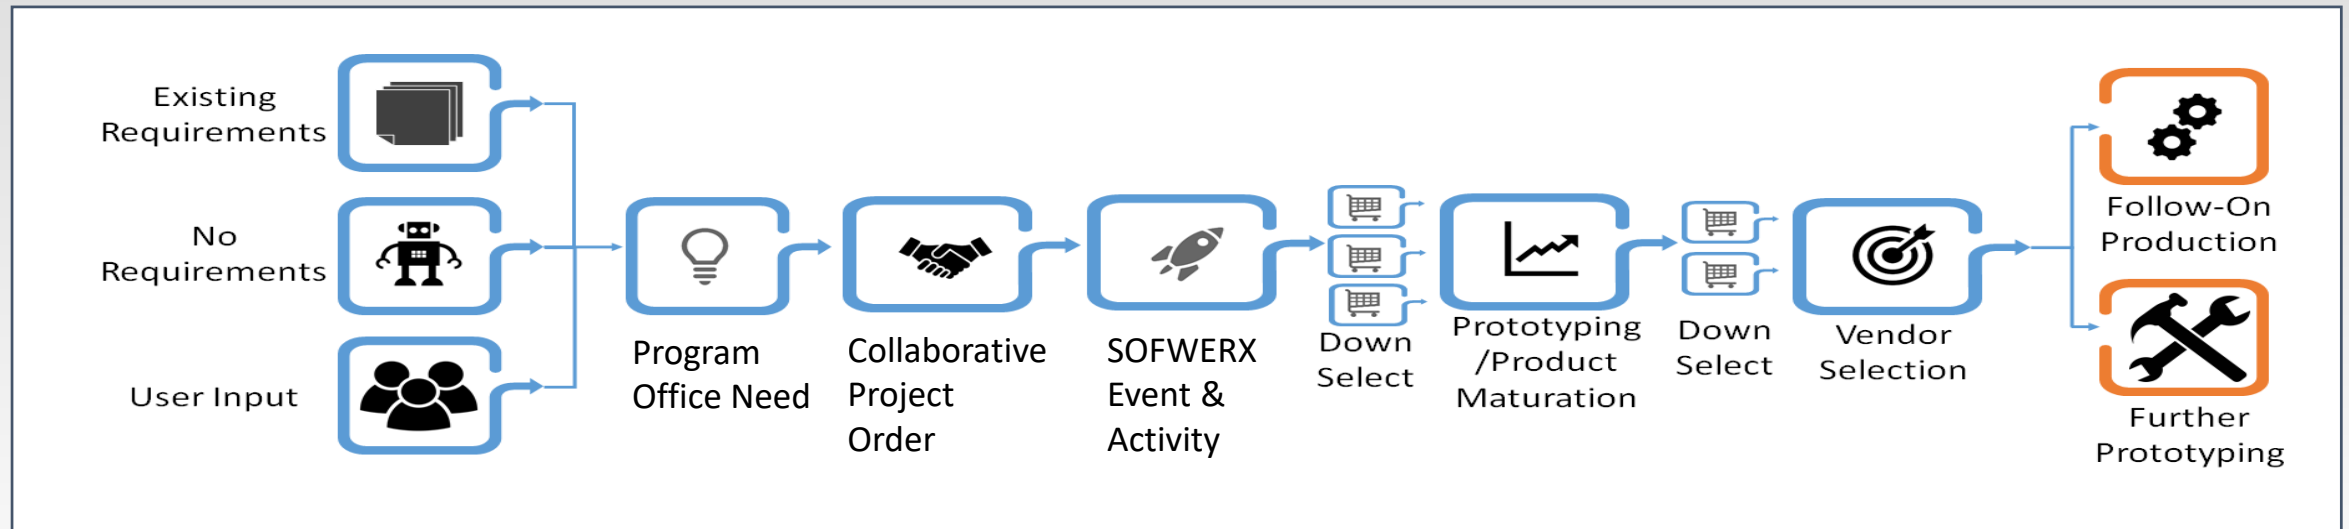 Existing
Requirements
No
Requirements
User Input
Program
Office Need
Collaborative
Project
Order
SOFWERX
Event &
Activity
Down
Select
Prototyping
/Product
Maturation
Down
Select
Vendor
Selection
Follow-On
Production
Further
Prototyping